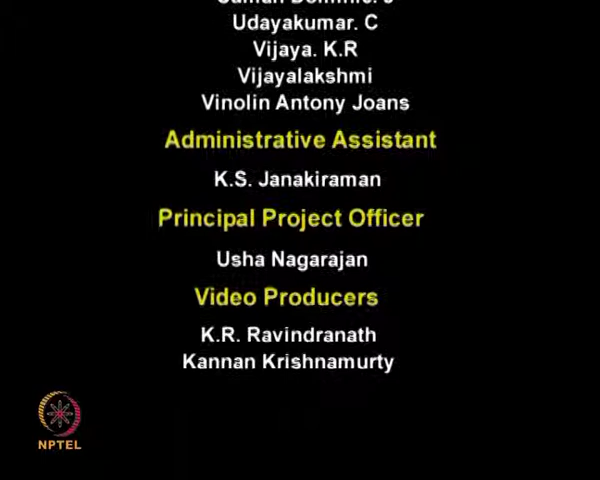 Udayakumar. C
Vijaya. K.R
Vijayalakshmi
Vinolin Antony Joans
Administrative Assistant
K.S. Janakiraman
Principal Project Officer
Usha Nagarajan
Video Producers
K.R. Ravindranath
Kannan Krishnamurty
NPTEL